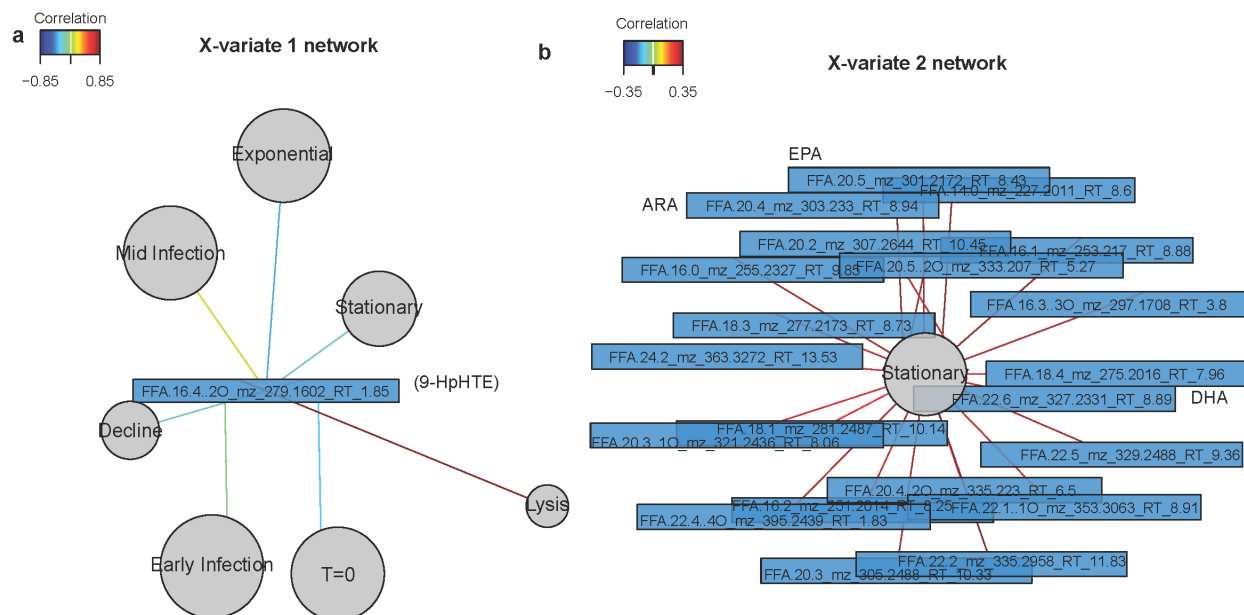 a
Correlation
−0.85
0.85
X-variate 1 network
Exponential
Mid Infection
Stationary
FFA.16.4..2O_mz_279.1602_RT_1.85
(9-HpHTE)
Decline
Lysis
Early Infection
T=0
b
Correlation
−0.35
0.35
X-variate 2 network
EPA
FFA.20.5_mz_301.2172_RT_8.43
FFA.14.0_mz_227.2011_RT_8.6
ARA
FFA.20.4_mz_303.233_RT_8.94
FFA.20.2_mz_307.2644_RT_10.45
FFA.16.1_mz_253.217_RT_8.88
FFA.16.0_mz_255.2327_RT_9.85
FFA.20.5..2O_mz_333.207_RT_5.27
FFA.16.3..3O_mz_297.1708_RT_3.8
FFA.18.3_mz_277.2173_RT_8.73
FFA.24.2_mz_363.3272_RT_13.53
Stationary
FFA.18.4_mz_275.2016_RT_7.96
FFA.22.6_mz_327.2331_RT_8.89
DHA
FFA.18.1_mz_281.2487_RT_10.14
FFA.20.3_1O_mz_321.2436_RT_8.06
FFA.22.5_mz_329.2488_RT_9.36
FFA.20.4..2O_mz_335.223_RT_6.5
FFA.16.2_mz_251.2014_RT_8.25
FFA.22.1..1O_mz_353.3063_RT_8.91
FFA.22.4..4O_mz_395.2439_RT_1.83
FFA.22.2_mz_335.2958_RT_11.83
FFA.20.3_mz_305.2488_RT_10.33